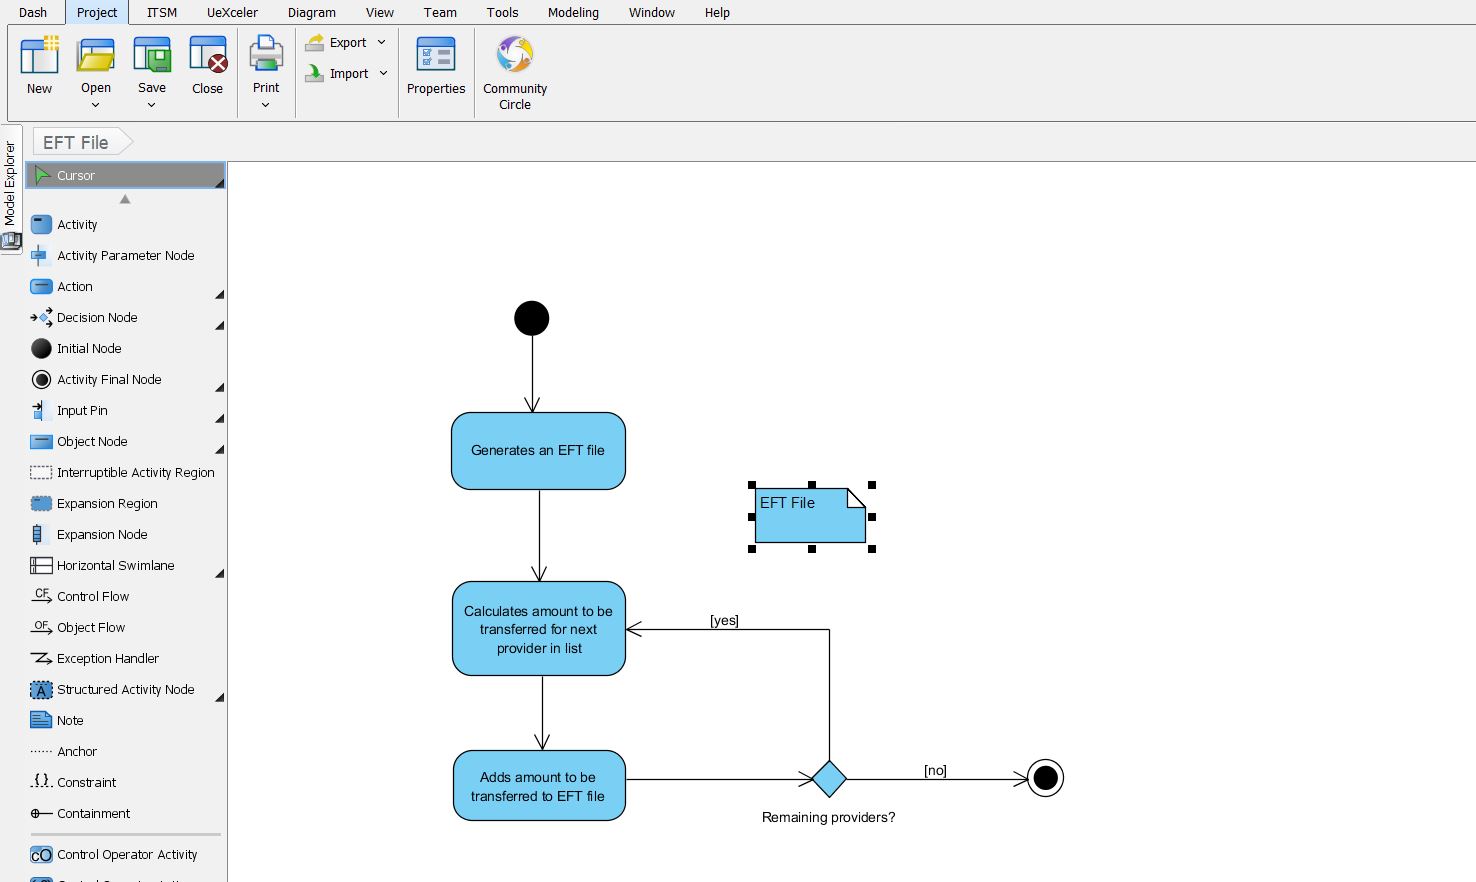 Dash Project ITSM UeXceler Diagram View Team Tools Modeling Window Help
New Open Save Close Print Export Import Properties Community
Circle
Model Explorer
EFT File
Cursor
Activity
Activity Parameter Node
Action
Decision Node
Initial Node
Activity Final Node
Input Pin
Object Node
Interruptible Activity Region
Expansion Region
Expansion Node
Horizontal Swimlane
CF Control Flow
OF Object Flow
Exception Handler
A Structured Activity Node
Note
Anchor
Constraint
Containment
cO Control Operator Activity
Generates an EFT file
EFT File
Calculates amount to be
transferred for next
provider in list
[yes]
Adds amount to be
transferred to EFT file
[no]
Remaining providers?